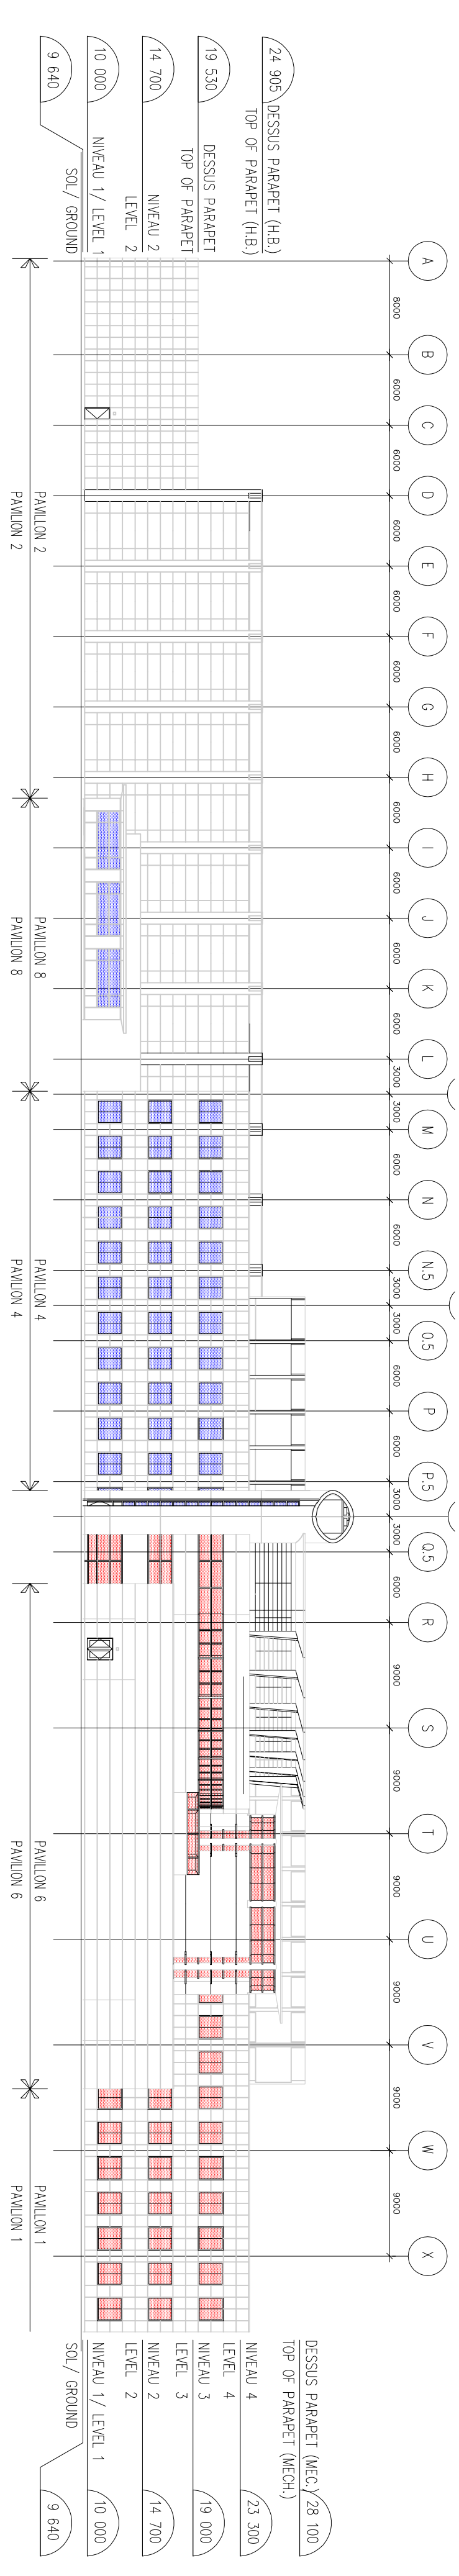 24 905 DESSUS PARAPET (H.B.)
TOP OF PARAPET (H.B.)
19 530 DESSUS PARAPET
TOP OF PARAPET
14 700 NIVEAU 2
LEVEL 2
10 000 NIVEAU 1/ LEVEL 1
9 640 SOL/ GROUND
A B C D E F G H I J K L M N N.5 O.5 P P.5 Q.5 R S T U V W X
8000 6000 6000 6000 6000 6000 6000 6000 6000 6000 6000 3000 3000 6000 6000 3000 3000 6000 6000 3000 3000 6000 9000 9000 9000 9000 9000 9000
PAVILLON 2
PAVILION 2
PAVILLON 8
PAVILION 8
PAVILLON 4
PAVILION 4
PAVILLON 6
PAVILION 6
PAVILLON 1
PAVILION 1
DESSUS PARAPET (MEC.) 28 100
TOP OF PARAPET (MECH.)
NIVEAU 4 23 300
LEVEL 4
NIVEAU 3 19 000
LEVEL 3
NIVEAU 2 14 700
LEVEL 2
NIVEAU 1/ LEVEL 1 10 000
SOL/ GROUND 9 640